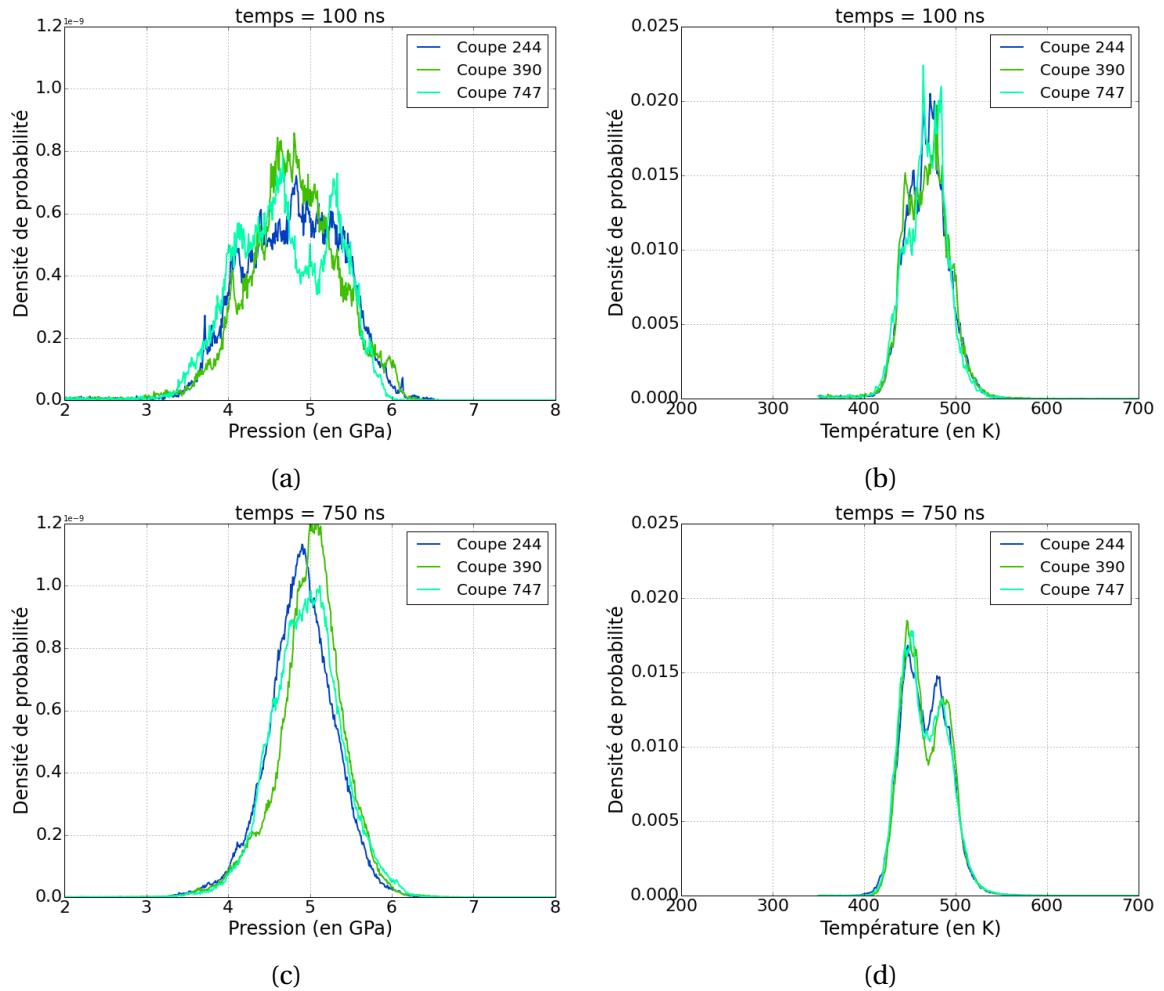 temps = 100 ns
1e-9
Densité de probabilité
1.2
1.0
0.8
0.6
0.4
0.2
0.0
2 3 4 5 6 7 8
Pression (en GPa)
Coupe 244
Coupe 390
Coupe 747
(a)
temps = 100 ns
Densité de probabilité
0.025
0.020
0.015
0.010
0.005
0.000
200 300 400 500 600 700
Température (en K)
Coupe 244
Coupe 390
Coupe 747
(b)
temps = 750 ns
1e-9
Densité de probabilité
1.2
1.0
0.8
0.6
0.4
0.2
0.0
2 3 4 5 6 7 8
Pression (en GPa)
Coupe 244
Coupe 390
Coupe 747
(c)
temps = 750 ns
Densité de probabilité
0.025
0.020
0.015
0.010
0.005
0.000
200 300 400 500 600 700
Température (en K)
Coupe 244
Coupe 390
Coupe 747
(d)